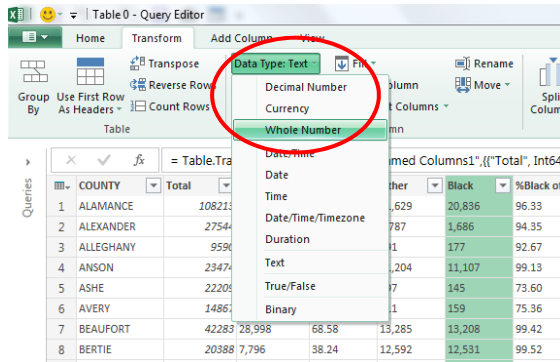 Table0 - Query Editor
Home Transform Add Column View
Group By
Use First Row As Headers
Transpose
Reverse Rows
Count Rows
Table
Data Type: Text
Fill
Rename
Move
Columns
Decimal Number
Currency
Whole Number
Date/Time
Date
Time
Date/Time/Timezone
Duration
Text
True/False
Binary
Queries
fx = Table.Tra
Columns1",{{"Total", Int64
COUNTY Total Black %Black of
1 ALAMANCE 20,836 96.33
2 ALEXANDER 27544 1,686 94.35
3 ALLEGHANY 177 92.67
4 ANSON 23474 11,107 99.13
5 ASHE 22209 145 73.60
6 AVERY 14867 159 75.36
7 BEAUFORT 42283 28,998 68.58 13,285 13,208 99.42
8 BERTIE 20388 7,796 38.24 12,592 12,531 99.52